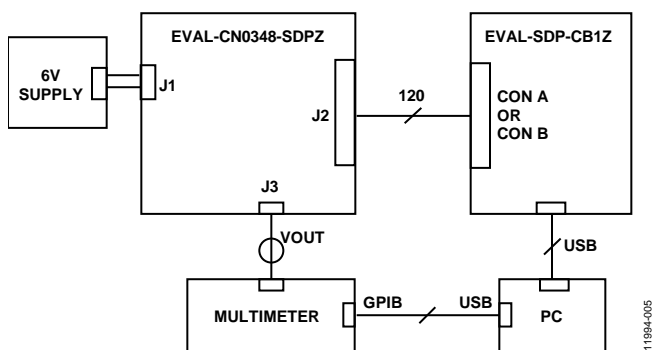 EVAL-CN0348-SDPZ
EVAL-SDP-CB1Z
6V
SUPPLY
J1
J2
120
CON A
OR
CON B
J3
VOUT
USB
MULTIMETER
GPIB
USB
PC
11994-005